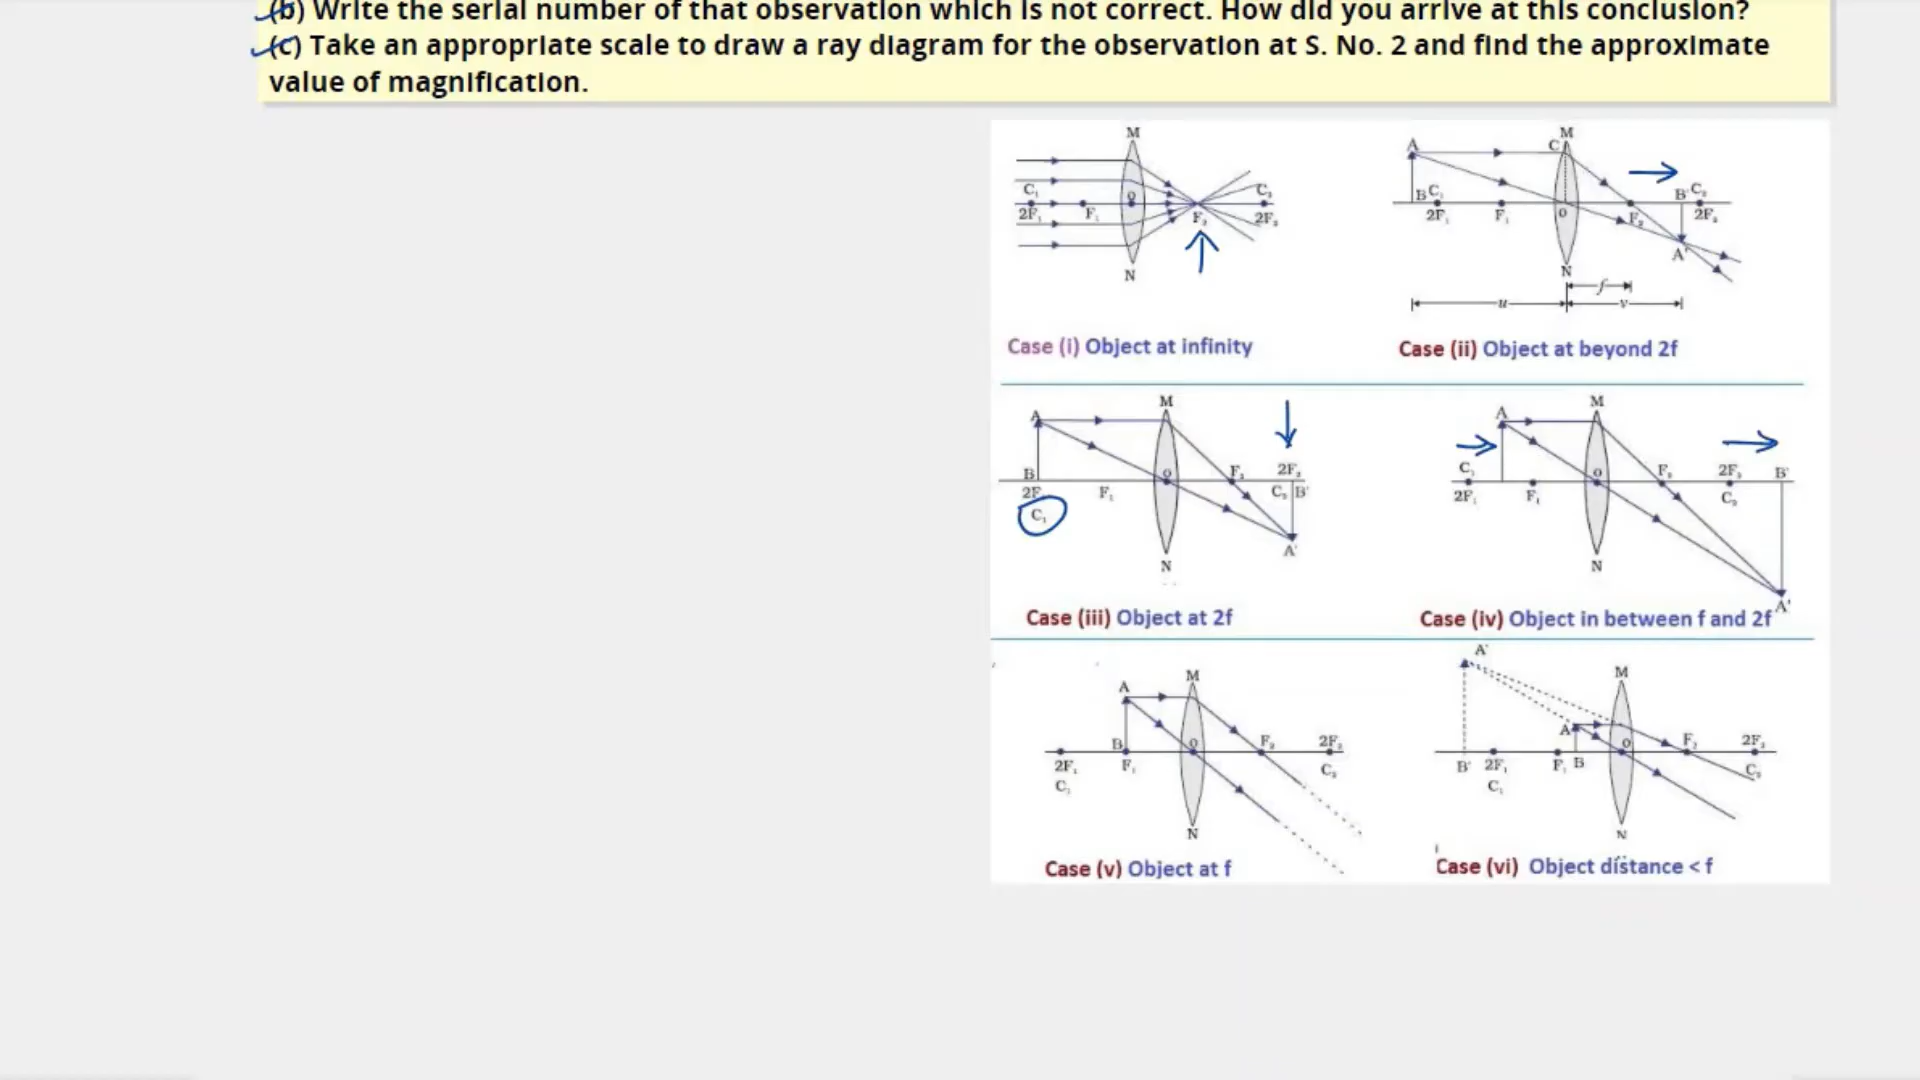 (b) Write the serial number of that observation which is not correct. How did you arrive at this conclusion?
(c) Take an appropriate scale to draw a ray diagram for the observation at S. No. 2 and find the approximate
value of magnification.
M
C₁
O
C₂
2F₁
F₁
F₂
2F₂
N
Case (i) Object at infinity
A
C
M
B
C₁
B'
C₂
2F₁
F₁
O
F₂
2F₂
A'
N
f
u
v
Case (ii) Object at beyond 2f
M
A
B
O
F₂
2F₂
2F
F₁
C₂
B'
C₁
A'
N
Case (iii) Object at 2f
M
A
C₁
O
F₂
2F₂
B'
2F₁
F₁
C₂
N
A'
Case (iv) Object in between f and 2f
M
A
B
O
F₂
2F₂
2F₁
F₁
C₂
C₁
N
Case (v) Object at f
A'
M
A
O
F₂
2F₂
B'
2F₁
F₁
B
C₂
C₁
N
Case (vi) Object distance < f